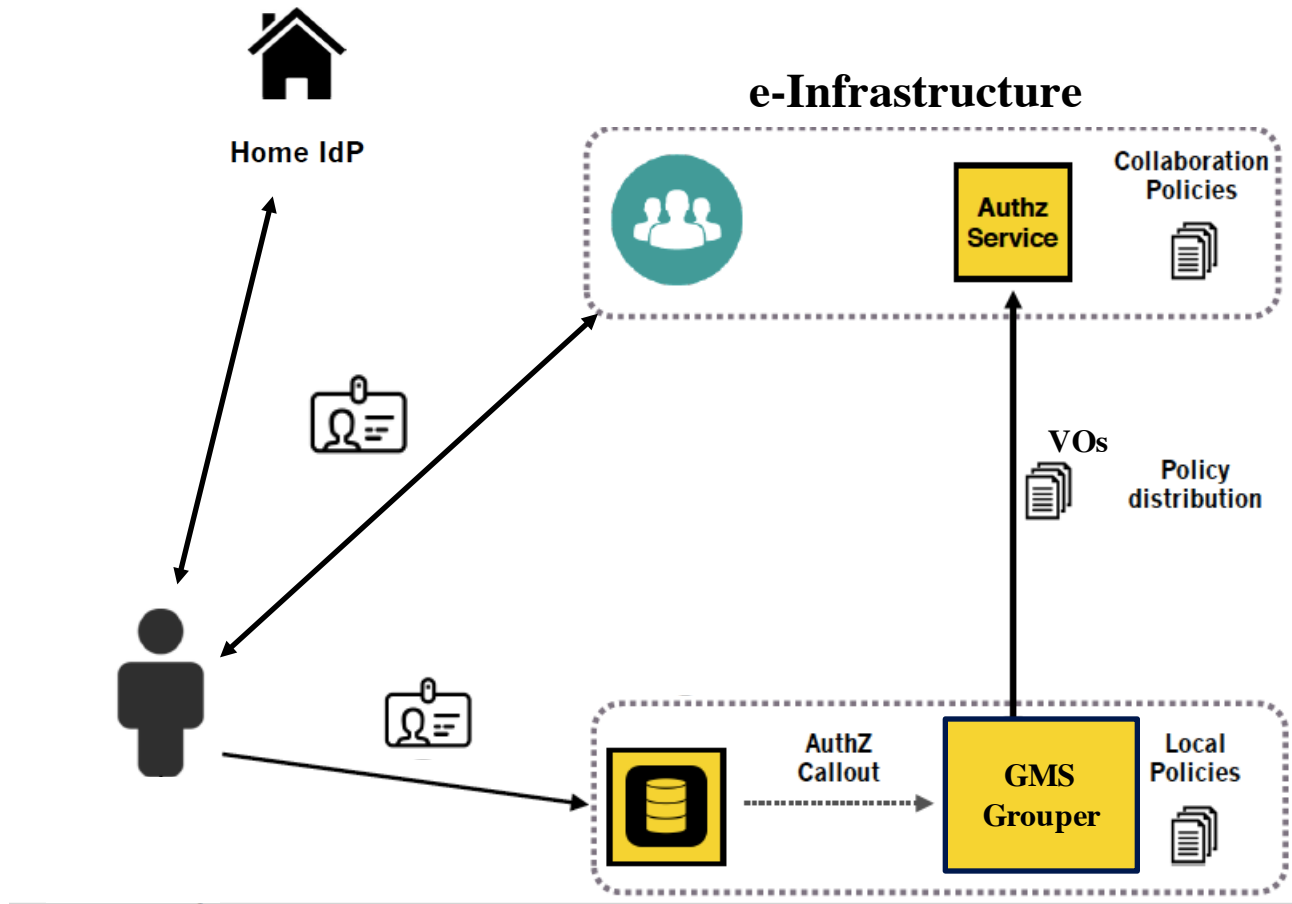 e-Infrastructure
Home IdP
Authz
Service
Collaboration
Policies
VOs
Policy
distribution
AuthZ
Callout
GMS
Grouper
Local
Policies